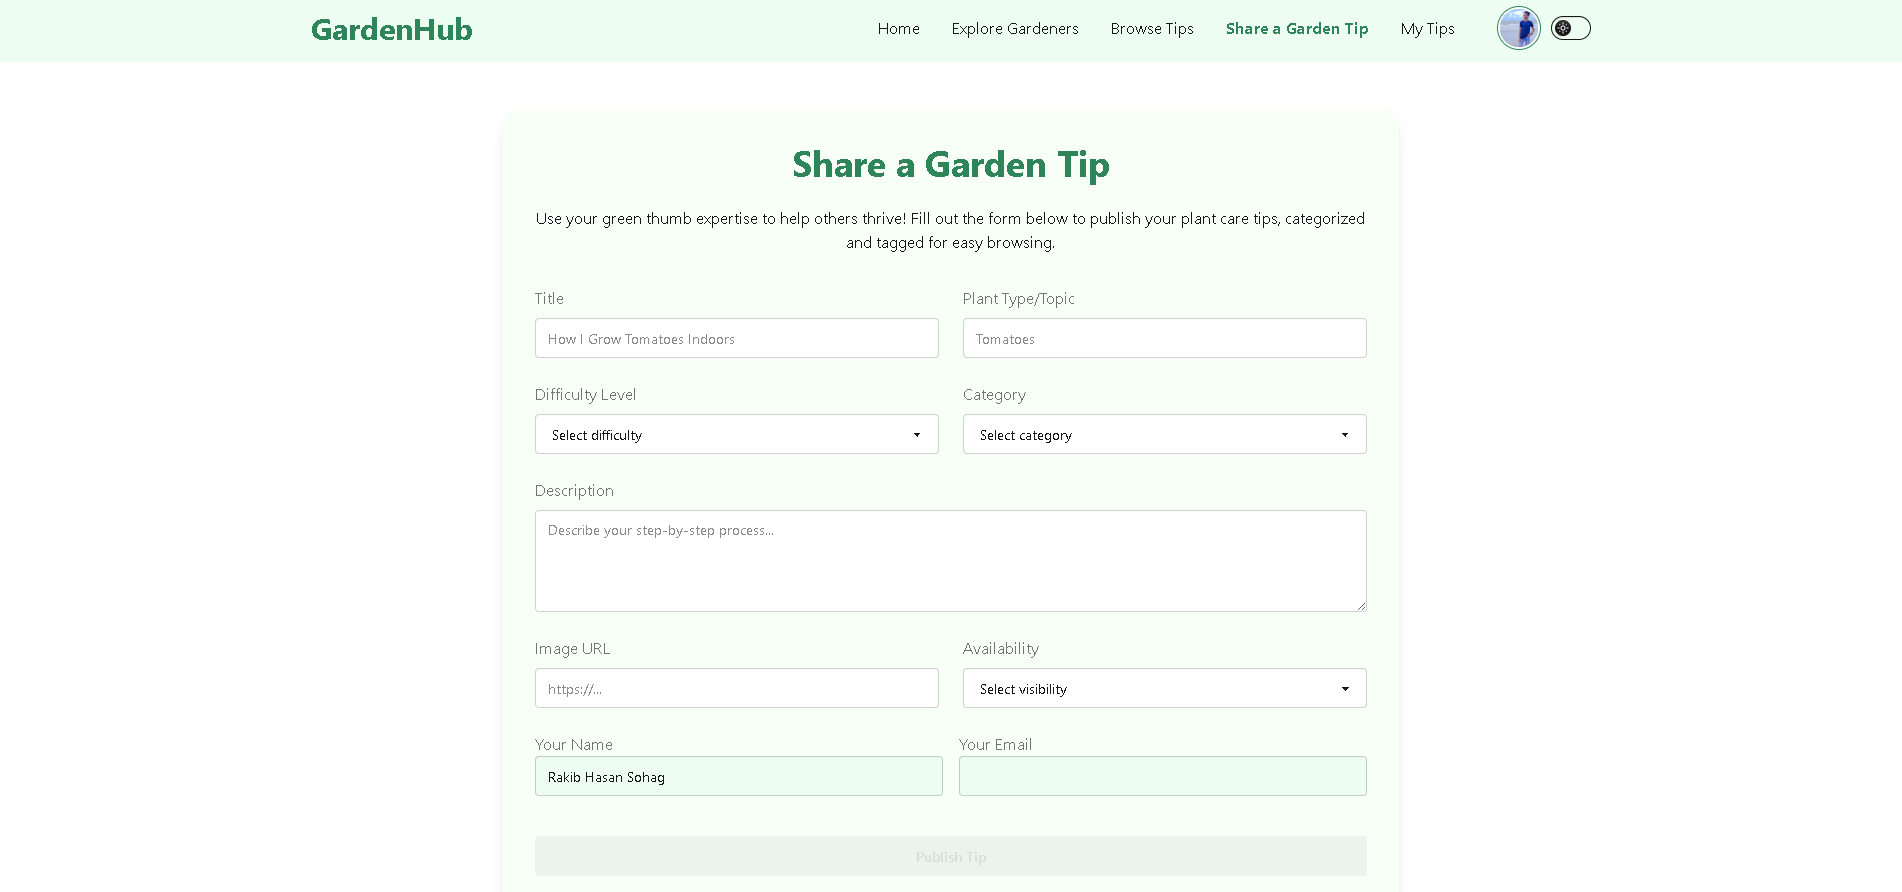 GardenHub
Home
Explore Gardeners
Browse Tips
Share a Garden Tip
My Tips
Share a Garden Tip
Use your green thumb expertise to help others thrive! Fill out the form below to publish your plant care tips, categorized
and tagged for easy browsing.
Title
Plant Type/Topic
How I Grow Tomatoes Indoors
Tomatoes
Difficulty Level
Category
Select difficulty
Select category
Description
Describe your step-by-step process...
Image URL
Availability
https://...
Select visibility
Your Name
Your Email
Rakib Hasan Sohag
Publish Tip